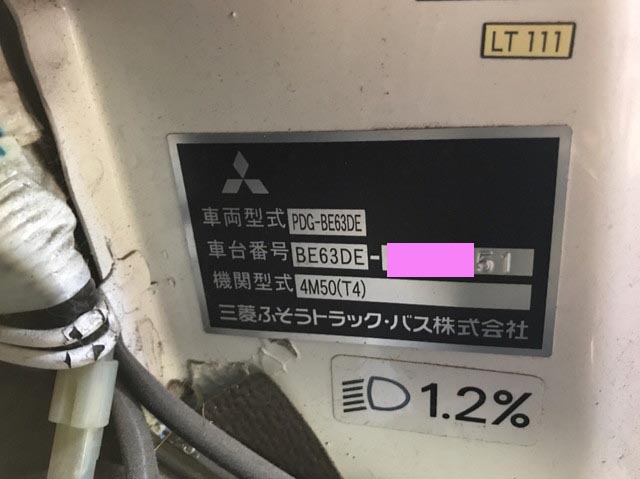 LT 111
車両型式 PDG-BE63DE
車台番号 BE63DE- 51
機関型式 4M50(T4)
三菱ふそうトラック・バス株式会社
1.2%